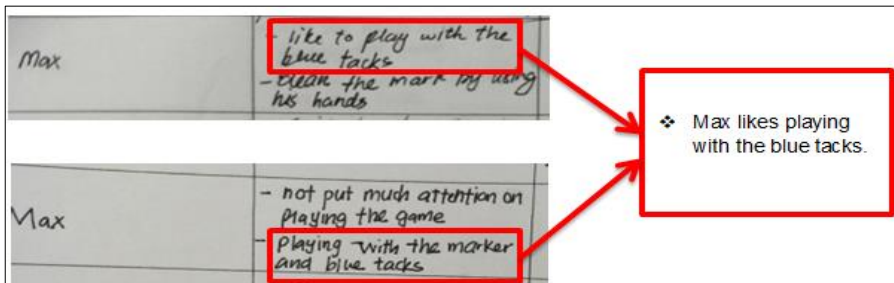 Max
- like to play with the
blue tacks
- clean the mark by using
his hands
❖ Max likes playing
with the blue tacks.
Max
- not put much attention on
playing the game
- Playing with the marker
and blue tacks